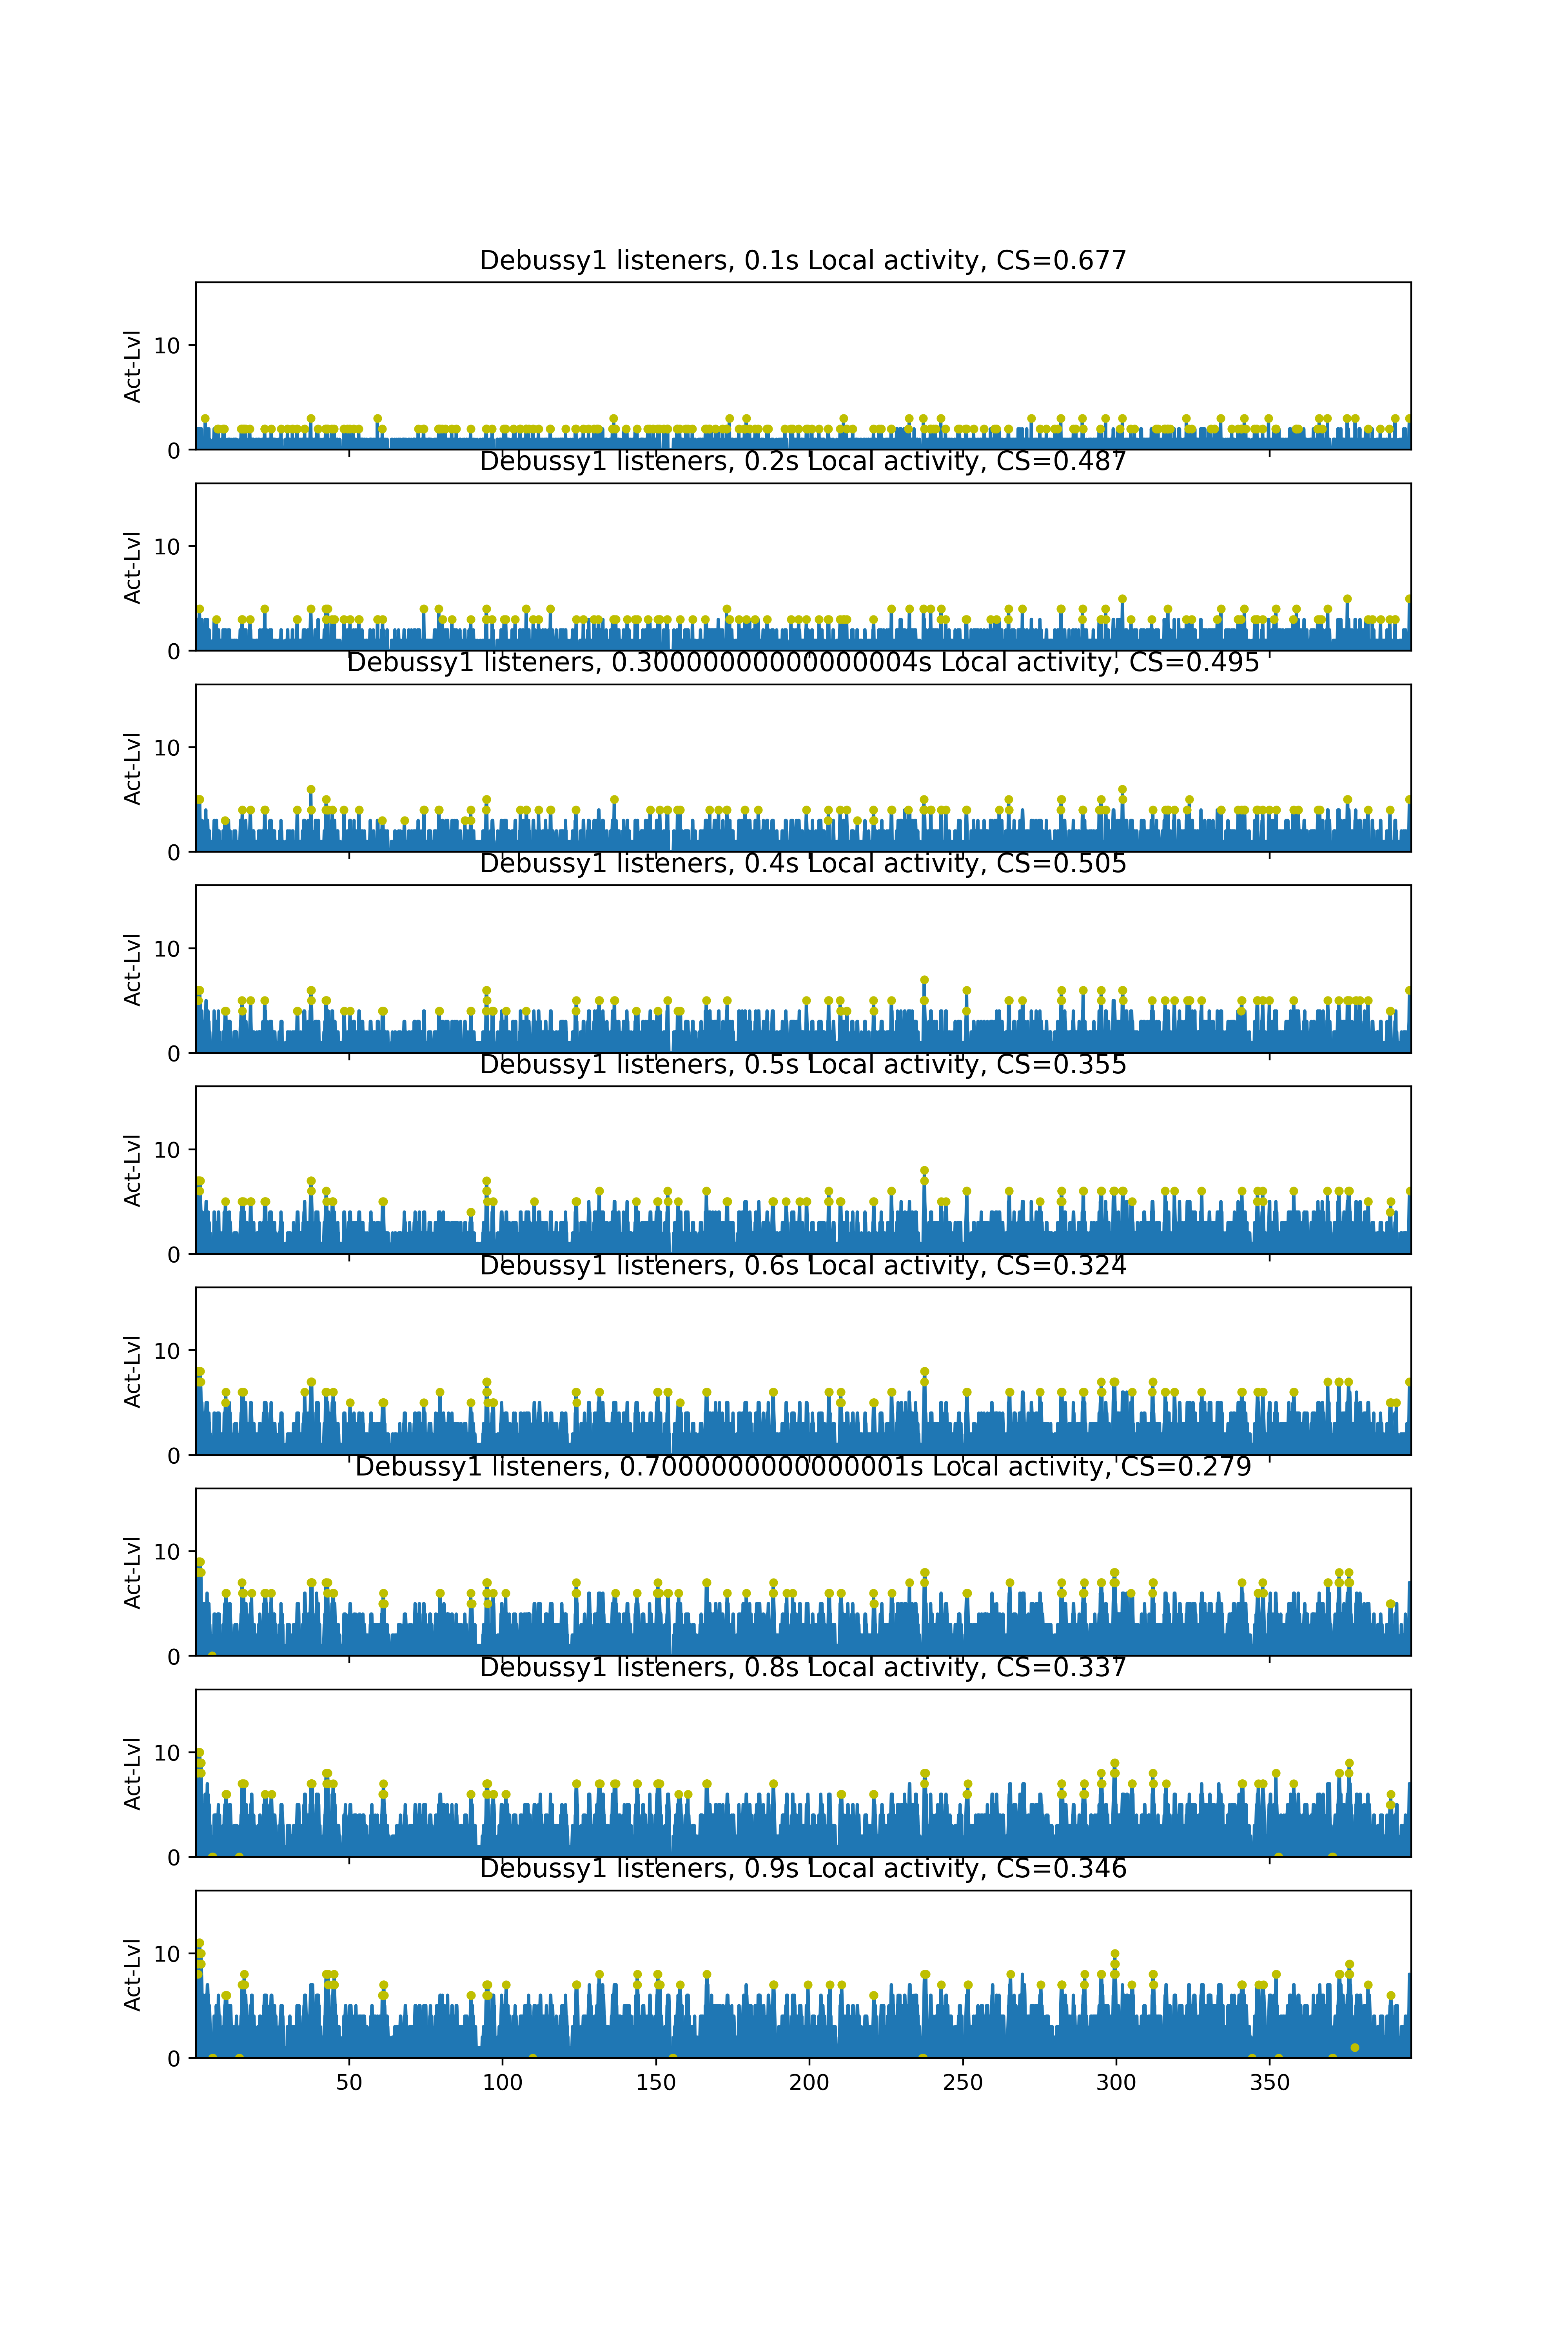 Debussy1 listeners, 0.1s Local activity, CS=0.677
Act-Lvl
10
0
Debussy1 listeners, 0.2s Local activity, CS=0.487
Act-Lvl
10
0
Debussy1 listeners, 0.30000000000000004s Local activity, CS=0.495
Act-Lvl
10
0
Debussy1 listeners, 0.4s Local activity, CS=0.505
Act-Lvl
10
0
Debussy1 listeners, 0.5s Local activity, CS=0.355
Act-Lvl
10
0
Debussy1 listeners, 0.6s Local activity, CS=0.324
Act-Lvl
10
0
Debussy1 listeners, 0.7000000000000001s Local activity, CS=0.279
Act-Lvl
10
0
Debussy1 listeners, 0.8s Local activity, CS=0.337
Act-Lvl
10
0
Debussy1 listeners, 0.9s Local activity, CS=0.346
Act-Lvl
10
0
50 100 150 200 250 300 350